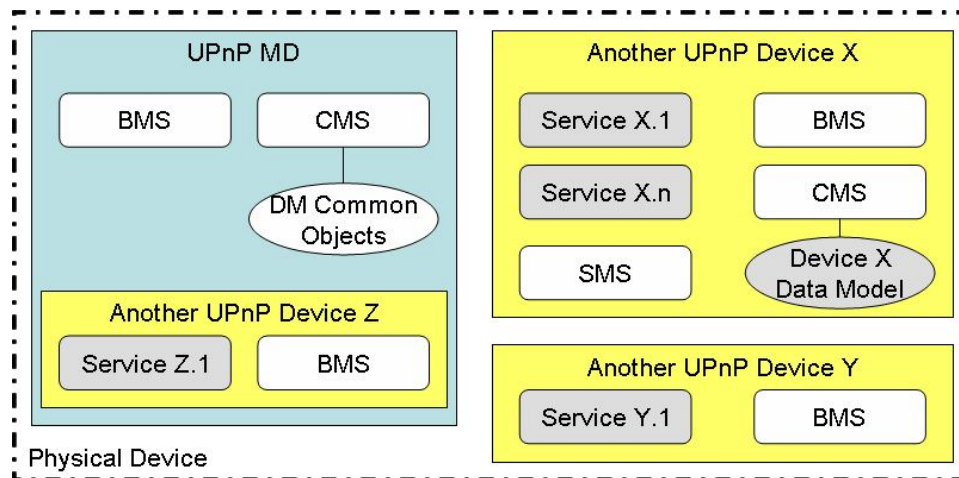 UPnP MD
BMS
CMS
DM Common
Objects
Another UPnP Device Z
Service Z.1
BMS
Another UPnP Device X
Service X.1
BMS
Service X.n
CMS
SMS
Device X
Data Model
Another UPnP Device Y
Service Y.1
BMS
Physical Device